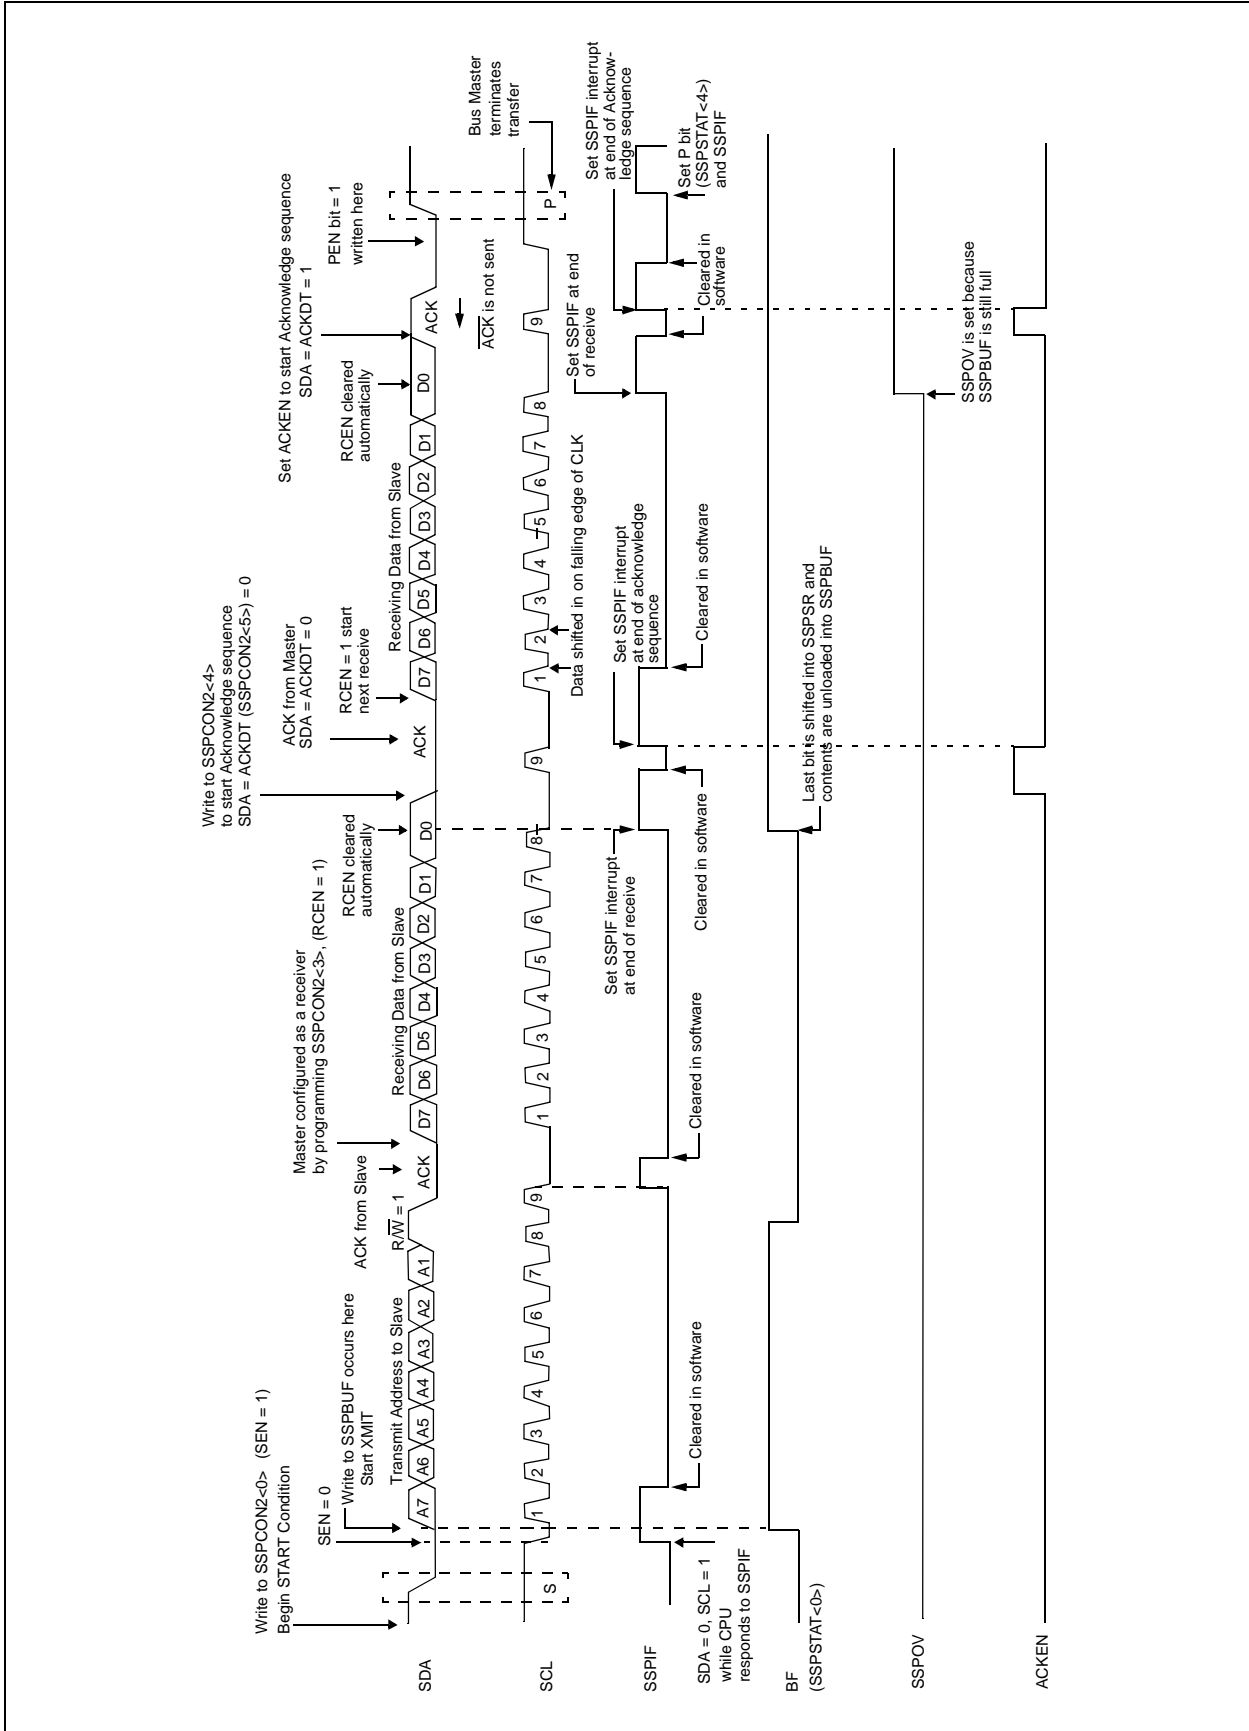 Write to SSPCON2<0> (SEN = 1)
Begin START Condition
SEN = 0
Write to SSPBUF occurs here
Start XMIT
ACK from Slave
Master configured as a receiver
by programming SSPCON2<3>, (RCEN = 1)
RCEN cleared
automatically
Write to SSPCON2<4>
to start Acknowledge sequence
SDA = ACKDT (SSPCON2<5>) = 0
ACK from Master
SDA = ACKDT = 0
RCEN = 1 start
next receive
RCEN cleared
automatically
Set ACKEN to start Acknowledge sequence
SDA = ACKDT = 1
PEN bit = 1
written here
Transmit Address to Slave
R/W = 1
Receiving Data from Slave
Receiving Data from Slave
SDA
A7 A6 A5 A4 A3 A2 A1
ACK
D7 D6 D5 D4 D3 D2 D1 D0
ACK
D7 D6 D5 D4 D3 D2 D1 D0
ACK
ACK is not sent
Bus Master
terminates
transfer
SCL
S
1 2 3 4 5 6 7 8 9
1 2 3 4 5 6 7 8 9
1 2 3 4 5 6 7 8 9
P
Data shifted in on falling edge of CLK
Set SSPIF interrupt
at end of receive
Set SSPIF interrupt
at end of acknowledge
sequence
Set SSPIF at end
of receive
Set SSPIF interrupt
at end of Acknow-
ledge sequence
SSPIF
SDA = 0, SCL = 1
while CPU
responds to SSPIF
Cleared in software
Cleared in software
Cleared in software
Cleared in software
Cleared in
software
Set P bit
(SSPSTAT<4>)
and SSPIF
BF
(SSPSTAT<0>)
Last bit is shifted into SSPSR and
contents are unloaded into SSPBUF
SSPOV
SSPOV is set because
SSPBUF is still full
ACKEN